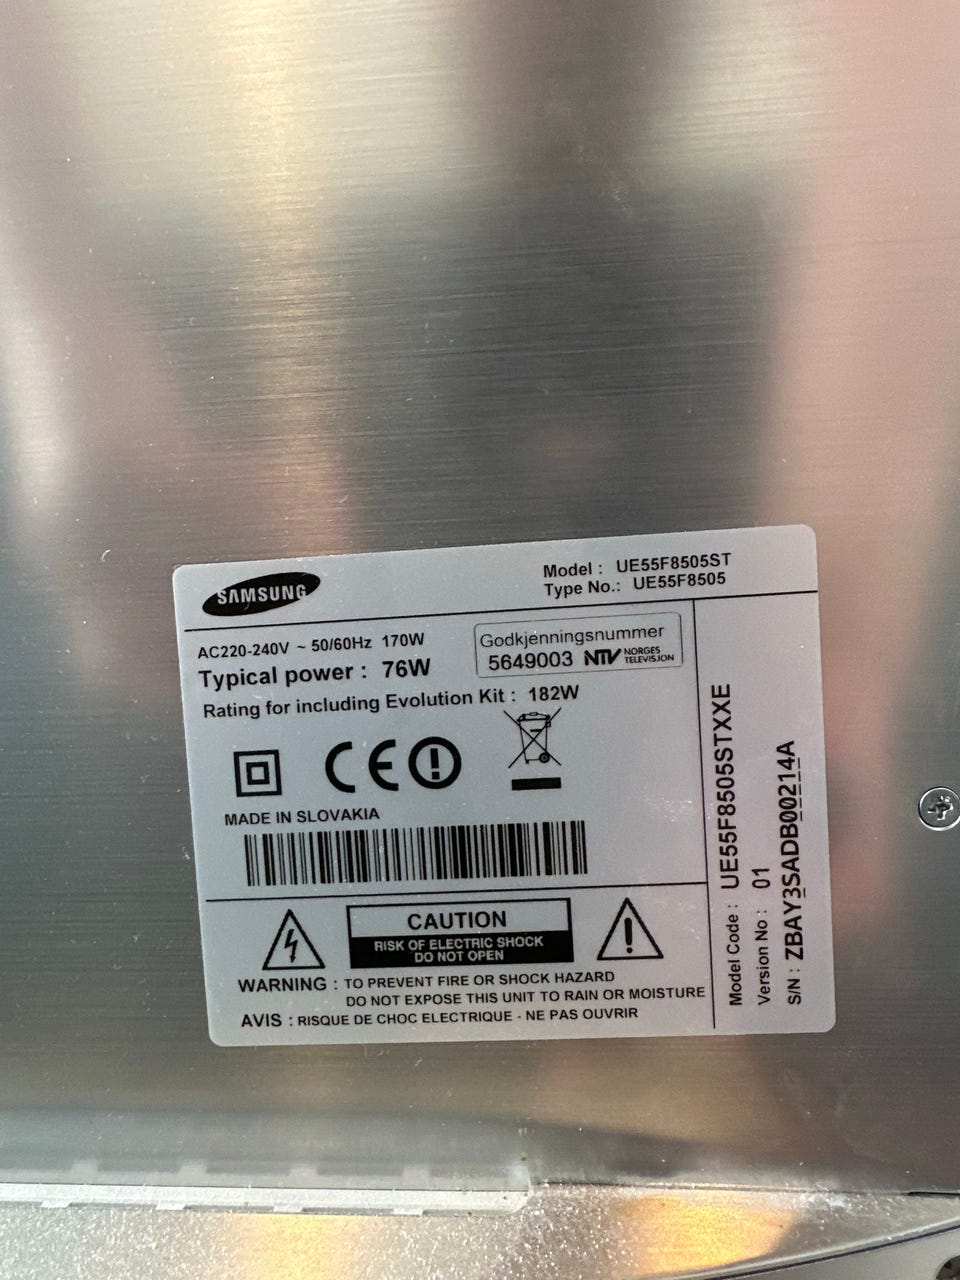 SAMSUNG
Model : UE55F8505ST
Type No.: UE55F8505
AC220-240V ~ 50/60Hz 170W
Typical power : 76W
Rating for including Evolution Kit : 182W
Godkjenningsnummer
5649003 NTV NORGES
TELEVISJON
CE
MADE IN SLOVAKIA
CAUTION
RISK OF ELECTRIC SHOCK
DO NOT OPEN
WARNING : TO PREVENT FIRE OR SHOCK HAZARD
DO NOT EXPOSE THIS UNIT TO RAIN OR MOISTURE
AVIS : RISQUE DE CHOC ELECTRIQUE - NE PAS OUVRIR
Model Code : UE55F8505STXXE
Version No : 01
S/N : ZBAY3SADB00214A